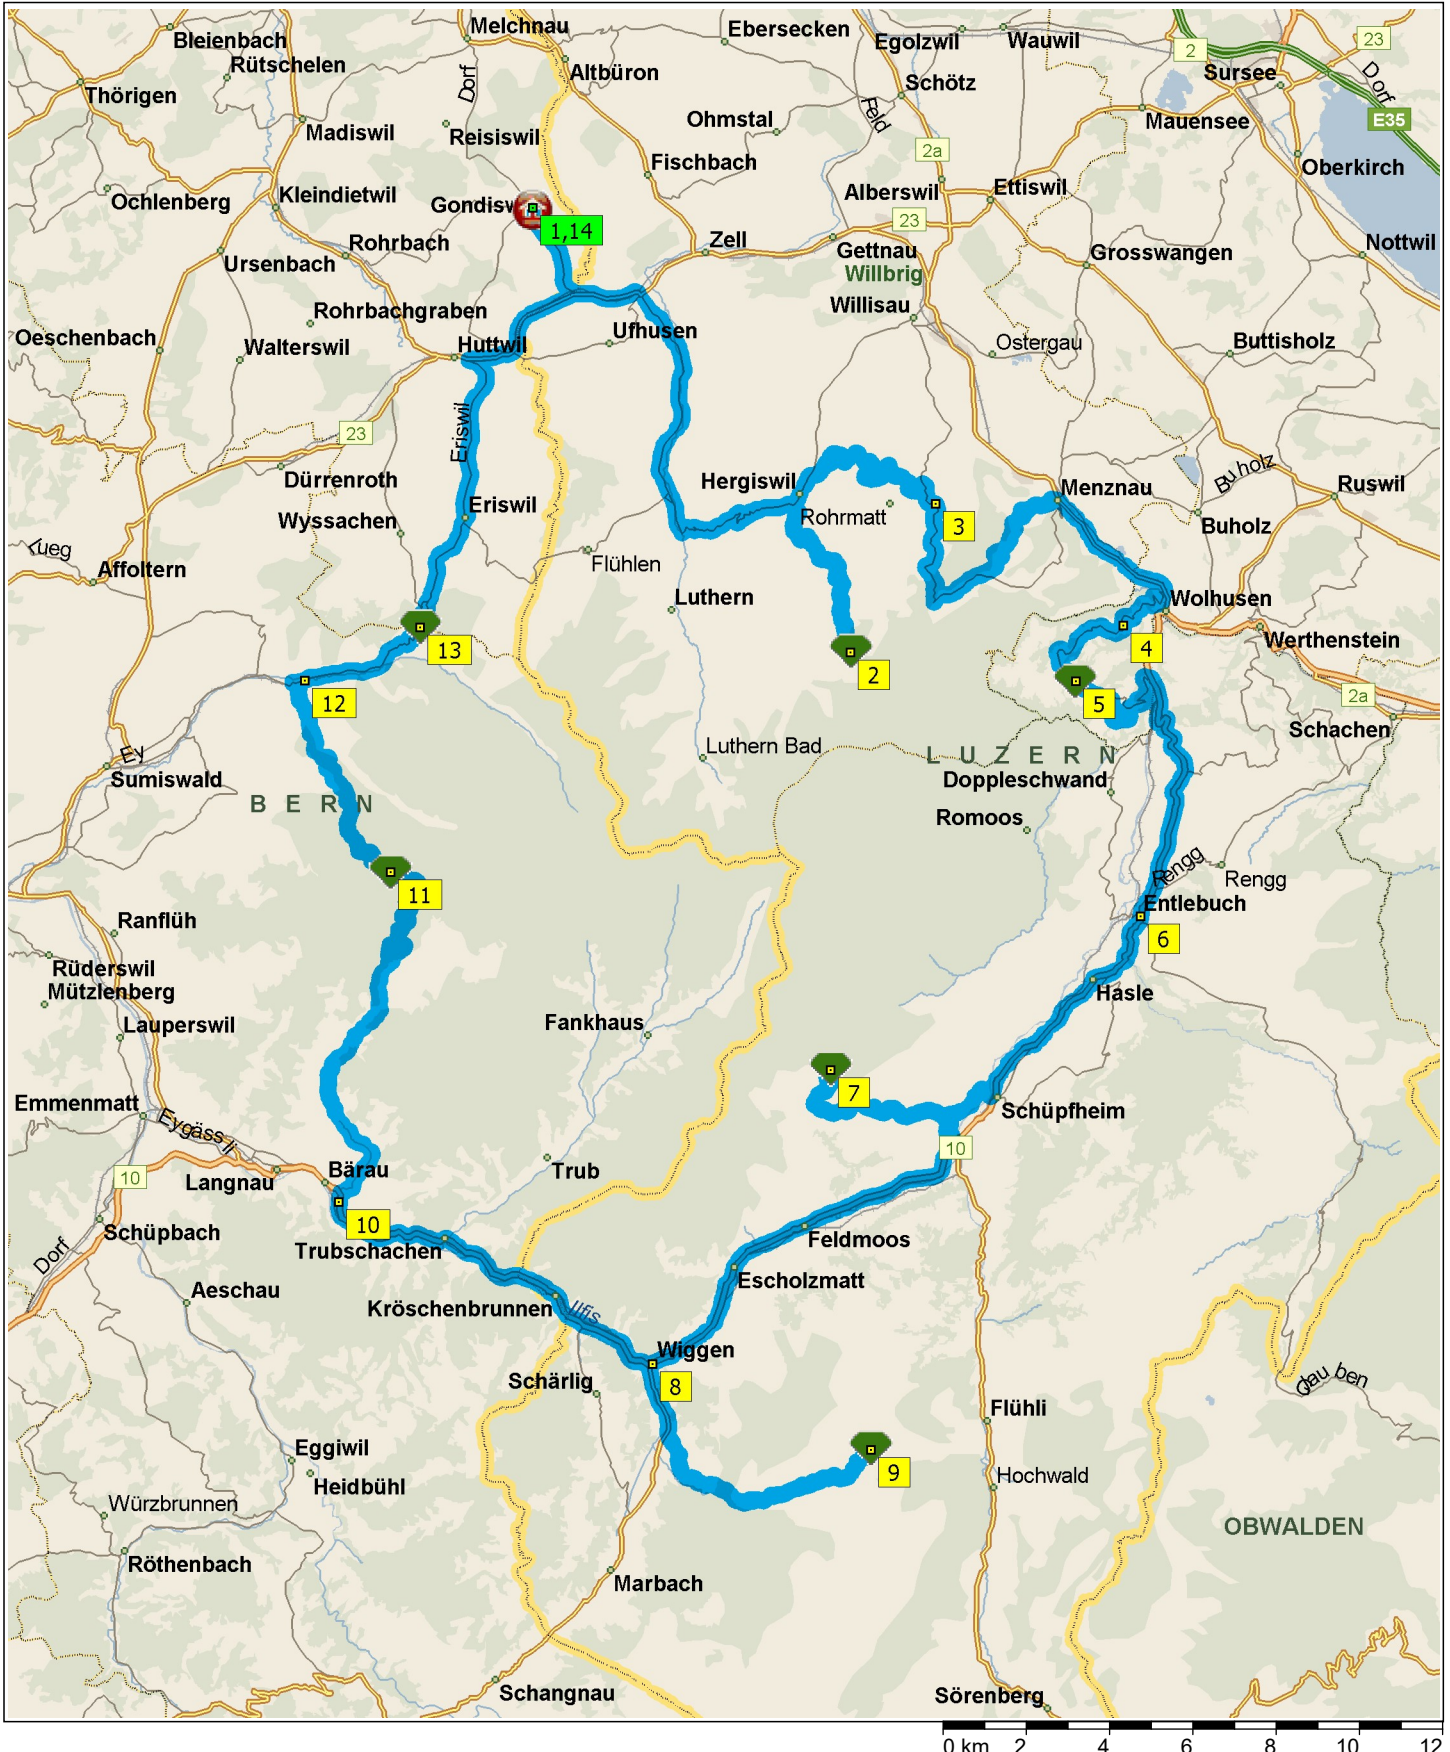 Melchnau
Ebersecken
Egolzwil
Wauwil
23
Bleienbach
Rütschelen
Dorf
Altbüron
Schötz
2
Sursee
Dorf
Thörigen
Madiswil
Reisiswil
Ohmstal
Feld
Mauensee
E35
2a
Fischbach
Oberkirch
Ochlenberg
Kleindietwil
Alberswil
Ettiswil
1,14
23
Rohrbach
Zell
Gettnau
Grosswangen
Nottwil
Ursenbach
Willbrig
Rohrbachgraben
Willisau
Oeschenbach
Walterswil
Huttwil
Ufhusen
Ostergau
Buttisholz
23
Eriswil
Dürrenroth
Hergiswil
Menznau
Buholz
Ruswil
Wyssachen
Eriswil
Rohrmatt
3
Buholz
Lueg
Affoltern
Flühlen
Luthern
Wolhusen
Werthenstein
13
2
4
12
5
2a
Schachen
Ey
Sumiswald
Luthern Bad
LUZERN
Doppleschwand
BERN
Romoos
Rengg
Rengg
11
Entlebuch
Ranflüh
6
Rüderswil
Mützlenberg
Hasle
Lauperswil
Fankhaus
7
Emmenmatt
Eygässli
Schüpfheim
10
10
Langnau
Bärau
Trub
Schüpbach
10
Trubschachen
Feldmoos
Dorf
Escholzmatt
Aeschau
Kröschenbrunnen
Ilfis
Wiggen
8
Schärlig
Glauben
Flühli
Eggiwil
9
Heidbühl
Hochwald
Würzbrunnen
OBWALDEN
Röthenbach
Marbach
Schangnau
Sörenberg
0 km 2 4 6 8 10 12